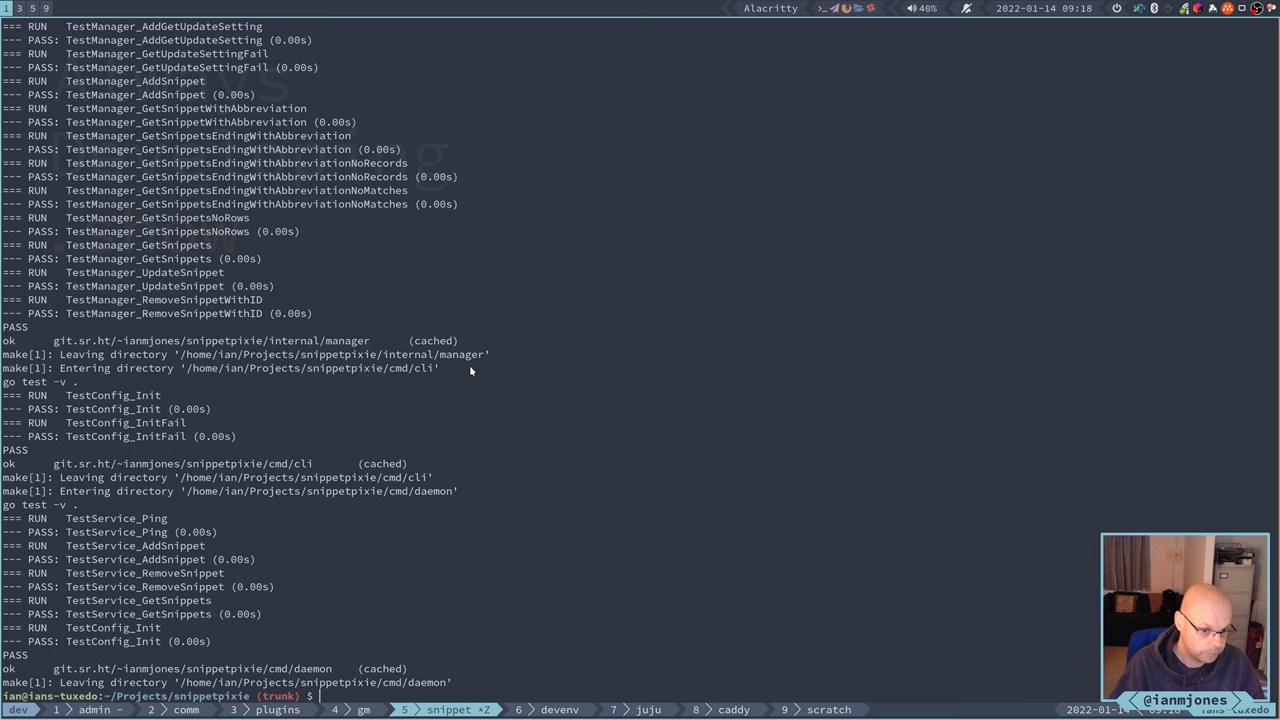 1 3 5 9 Alacritty 40% 2022-01-14 09:18
=== RUN   TestManager_AddGetUpdateSetting
--- PASS: TestManager_AddGetUpdateSetting (0.00s)
=== RUN   TestManager_GetUpdateSettingFail
--- PASS: TestManager_GetUpdateSettingFail (0.00s)
=== RUN   TestManager_AddSnippet
--- PASS: TestManager_AddSnippet (0.00s)
=== RUN   TestManager_GetSnippetWithAbbreviation
--- PASS: TestManager_GetSnippetWithAbbreviation (0.00s)
=== RUN   TestManager_GetSnippetsEndingWithAbbreviation
--- PASS: TestManager_GetSnippetsEndingWithAbbreviation (0.00s)
=== RUN   TestManager_GetSnippetsEndingWithAbbreviationNoRecords
--- PASS: TestManager_GetSnippetsEndingWithAbbreviationNoRecords (0.00s)
=== RUN   TestManager_GetSnippetsEndingWithAbbreviationNoMatches
--- PASS: TestManager_GetSnippetsEndingWithAbbreviationNoMatches (0.00s)
=== RUN   TestManager_GetSnippetsNoRows
--- PASS: TestManager_GetSnippetsNoRows (0.00s)
=== RUN   TestManager_GetSnippets
--- PASS: TestManager_GetSnippets (0.00s)
=== RUN   TestManager_UpdateSnippet
--- PASS: TestManager_UpdateSnippet (0.00s)
=== RUN   TestManager_RemoveSnippetWithID
--- PASS: TestManager_RemoveSnippetWithID (0.00s)
PASS
ok      git.sr.ht/~ianmjones/snippetpixie/internal/manager      (cached)
make[1]: Leaving directory '/home/ian/Projects/snippetpixie/internal/manager'
make[1]: Entering directory '/home/ian/Projects/snippetpixie/cmd/cli'
go test -v .
=== RUN   TestConfig_Init
--- PASS: TestConfig_Init (0.00s)
=== RUN   TestConfig_InitFail
--- PASS: TestConfig_InitFail (0.00s)
PASS
ok      git.sr.ht/~ianmjones/snippetpixie/cmd/cli       (cached)
make[1]: Leaving directory '/home/ian/Projects/snippetpixie/cmd/cli'
make[1]: Entering directory '/home/ian/Projects/snippetpixie/cmd/daemon'
go test -v .
=== RUN   TestService_Ping
--- PASS: TestService_Ping (0.00s)
=== RUN   TestService_AddSnippet
--- PASS: TestService_AddSnippet (0.00s)
=== RUN   TestService_RemoveSnippet
--- PASS: TestService_RemoveSnippet (0.00s)
=== RUN   TestService_GetSnippets
--- PASS: TestService_GetSnippets (0.00s)
=== RUN   TestConfig_Init
--- PASS: TestConfig_Init (0.00s)
PASS
ok      git.sr.ht/~ianmjones/snippetpixie/cmd/daemon    (cached)
make[1]: Leaving directory '/home/ian/Projects/snippetpixie/cmd/daemon'
ian@ians-tuxedo:~/Projects/snippetpixie (trunk) $
@ianmjones
dev 1 admin - 2 comm 3 plugins 4 gm 5 snippet *Z 6 devenv 7 juju 8 caddy 9 scratch 2022-01-14